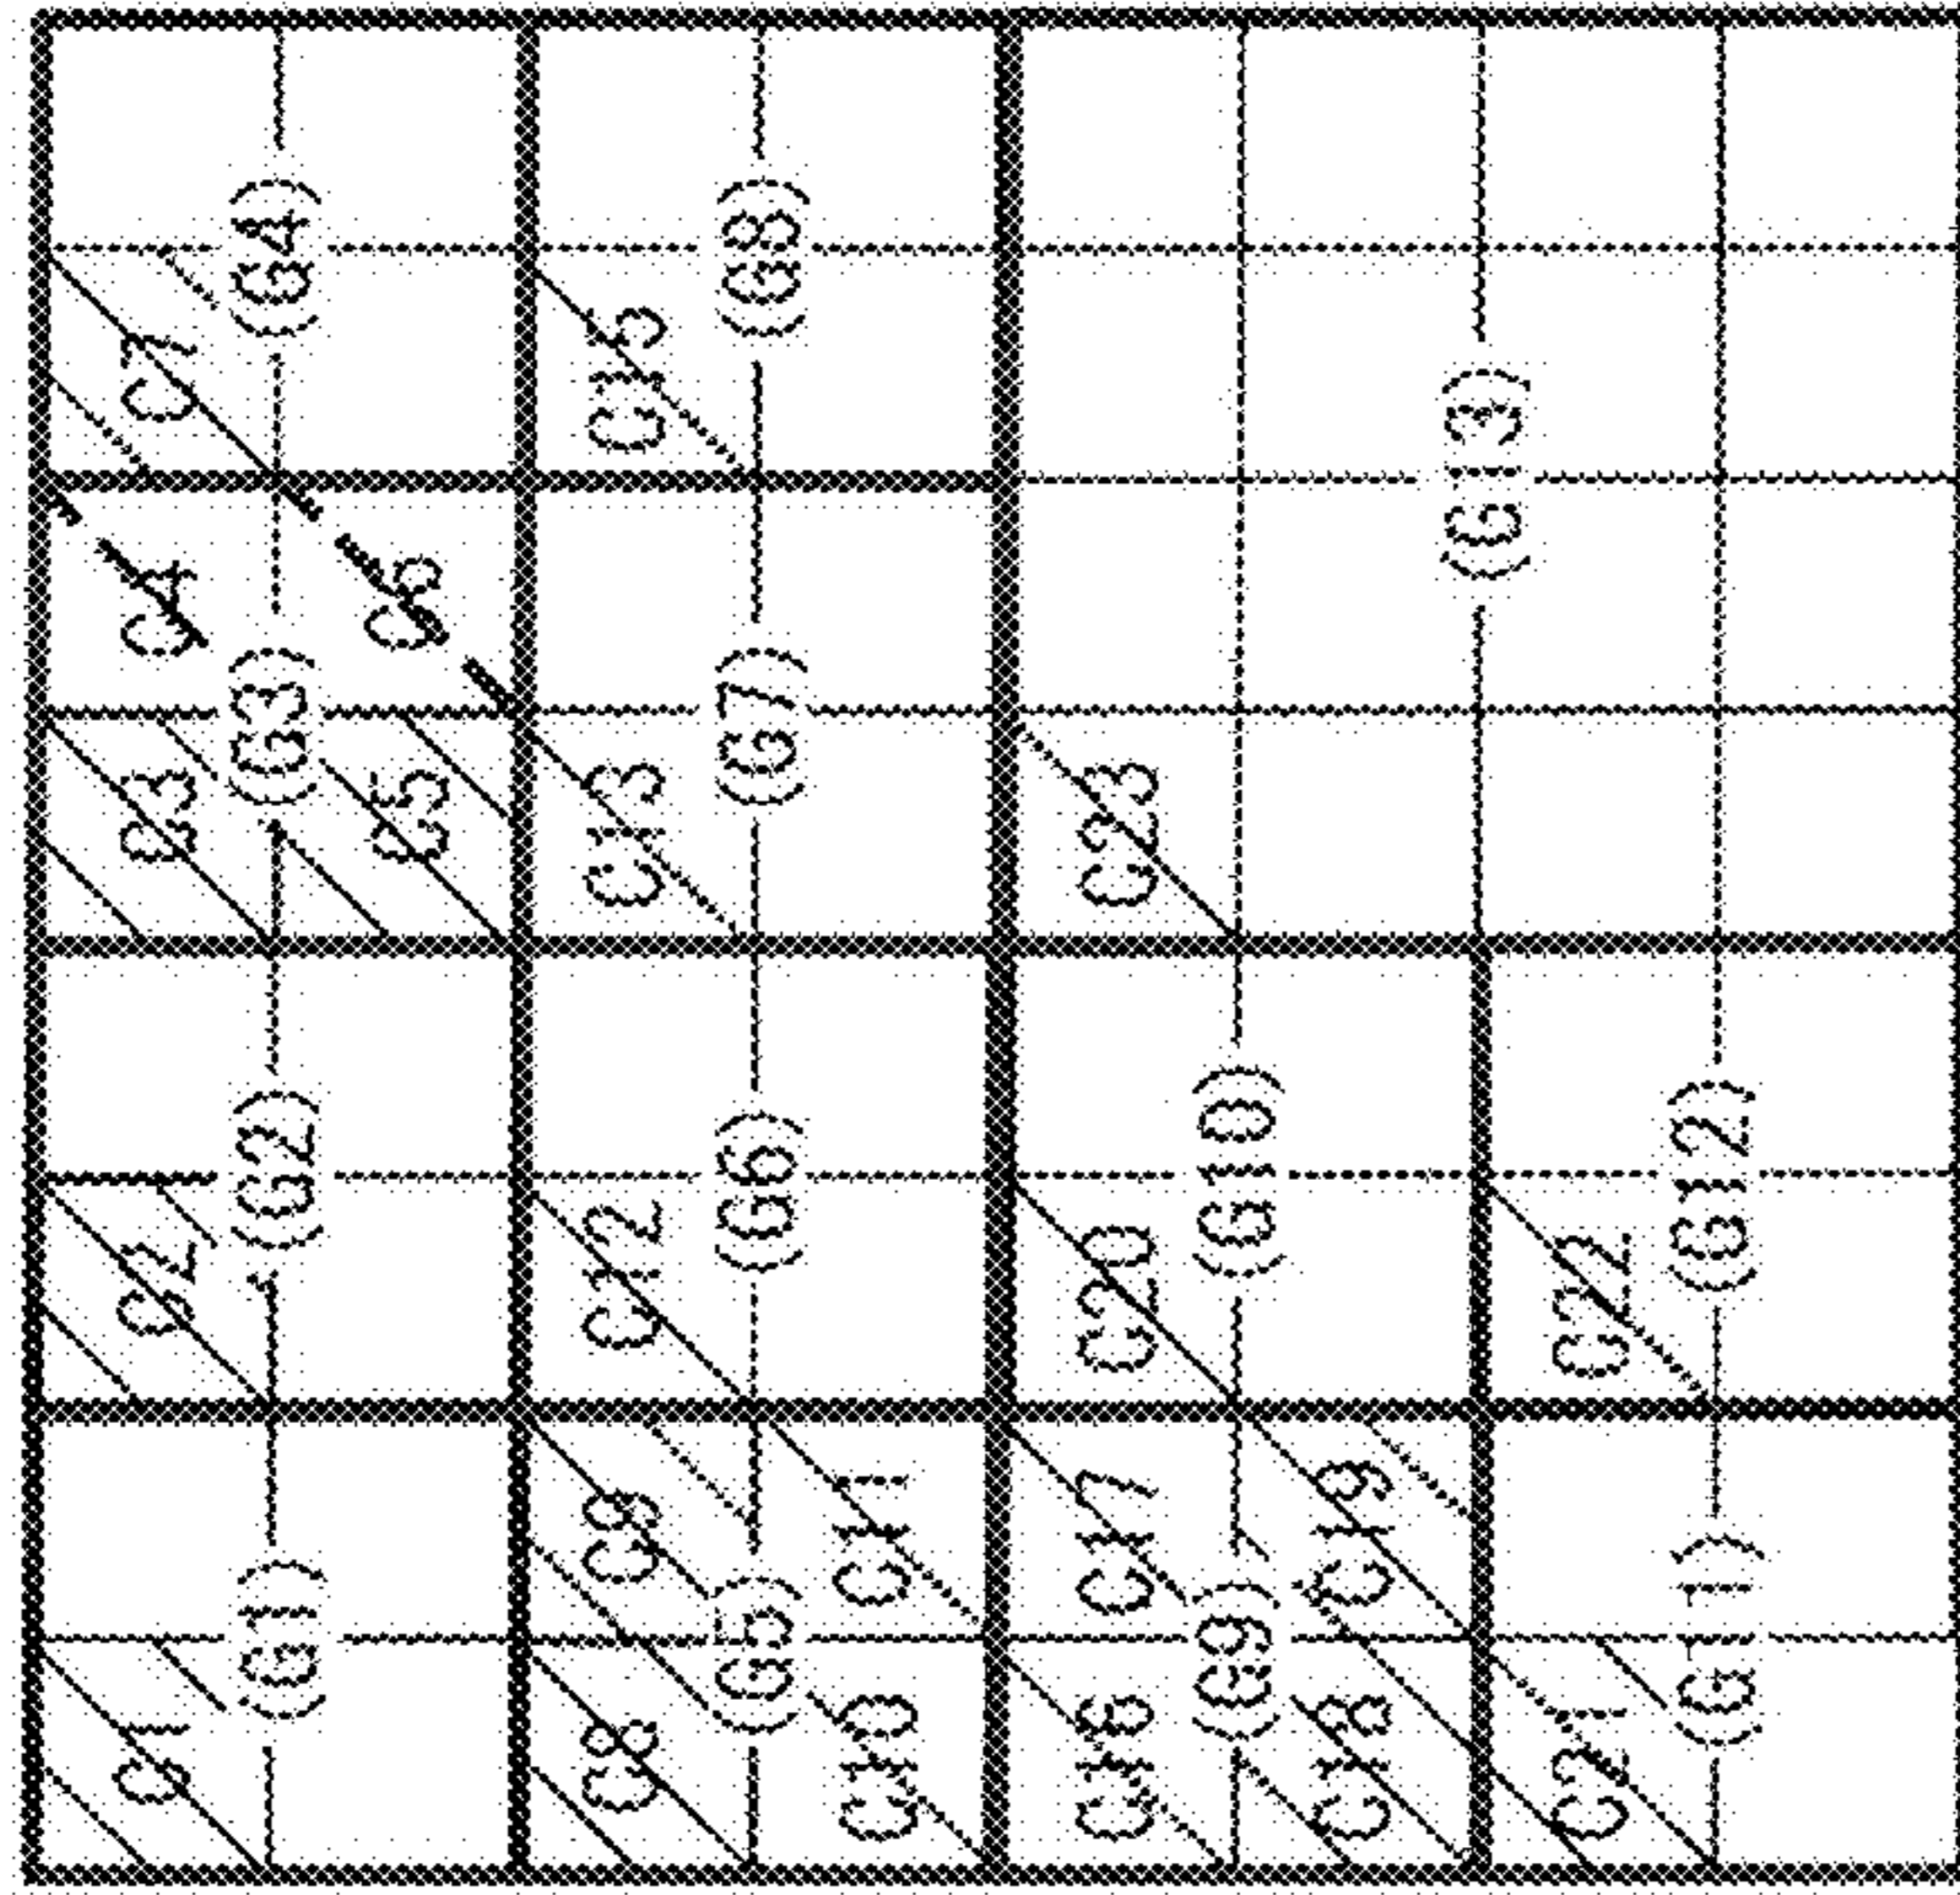 C1 C2 C3 C4 C7
(G1) (G2) (G3) (G4)
C5 C6
C8 C9 C12 C13 C15
(G5) (G6) (G7) (G8)
C10 C11
C16 C17 C20 C23
(G9) (G10)
C18 C19
(G13)
C21 C22
(G11) (G12)